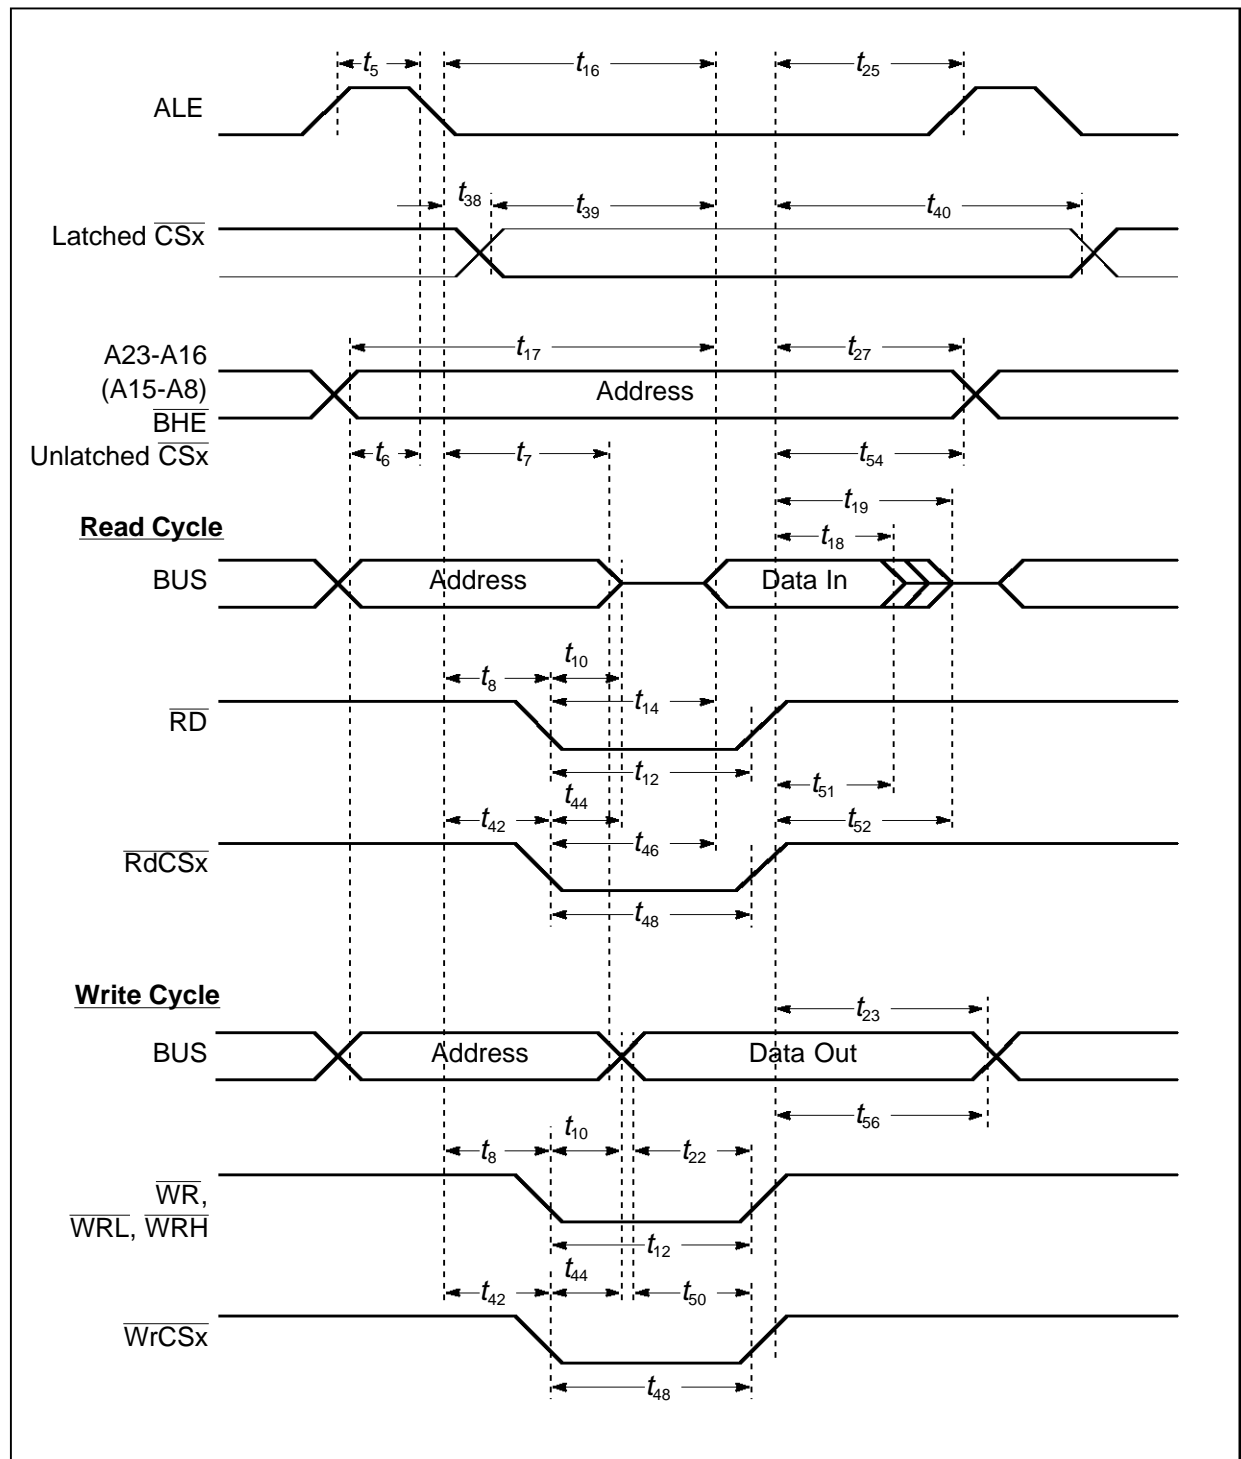 t5 t16 t25
ALE
t38 t39 t40
Latched CSx
t17 t27
A23-A16
(A15-A8)
Address
BHE
Unlatched CSx
t6 t7 t54
t19
Read Cycle
t18
BUS Address Data In
t10
t8
t14
RD
t12 t51
t44
t42 t52
t46
RdCSx
t48
Write Cycle
t23
BUS Address Data Out
t56
t10
t8 t22
WR,
WRL, WRH
t12
t44
t42 t50
WrCSx
t48